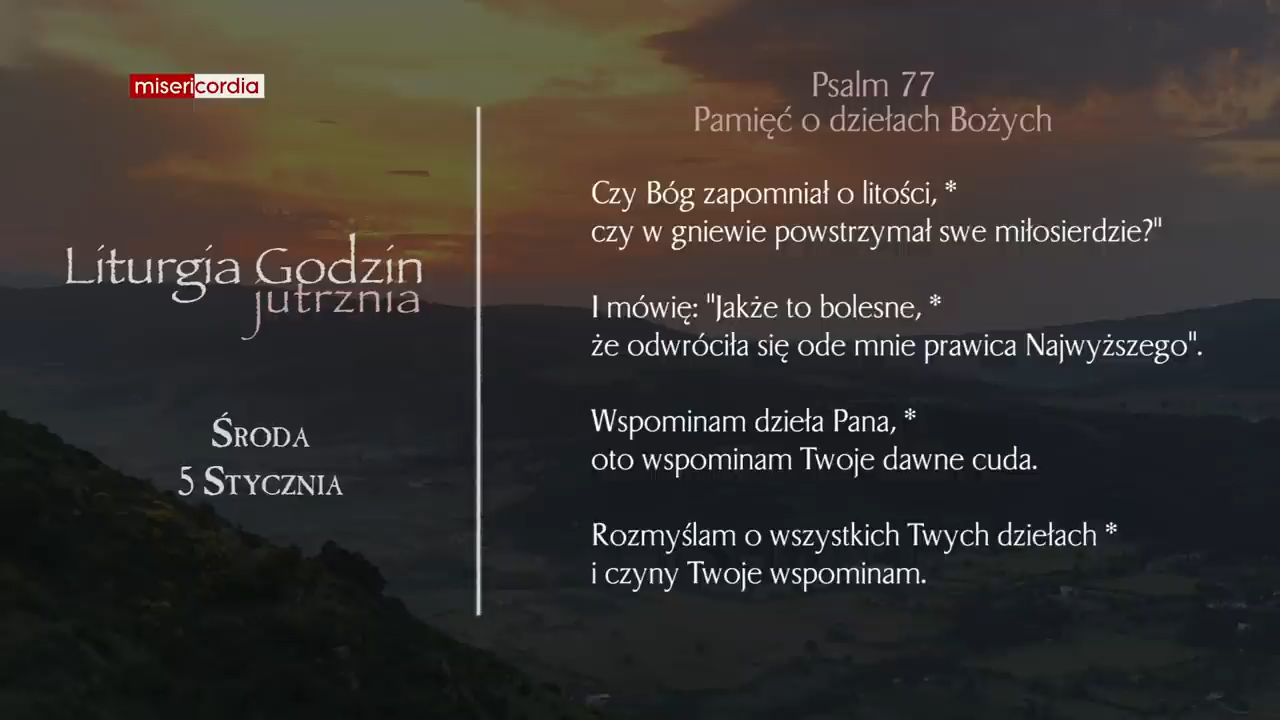 misericordia
Liturgia Godzin
jutrznia
Środa
5 Stycznia
Psalm 77
Pamięć o dziełach Bożych
Czy Bóg zapomniał o litości, *
czy w gniewie powstrzymał swe miłosierdzie?"
I mówię: "Jakże to bolesne, *
że odwróciła się ode mnie prawica Najwyższego".
Wspominam dzieła Pana, *
oto wspominam Twoje dawne cuda.
Rozmyślam o wszystkich Twych dziełach *
i czyny Twoje wspominam.